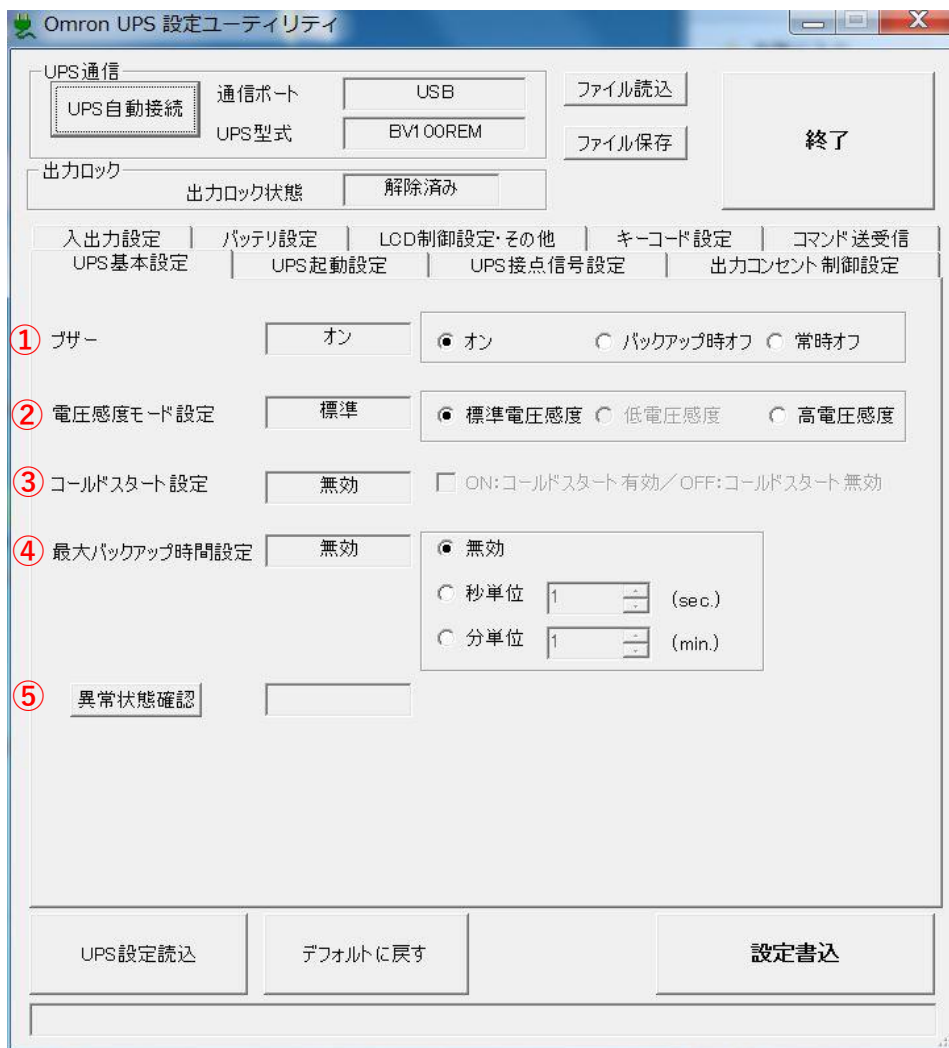 Omron UPS 設定ユーティリティ
UPS通信
UPS自動接続
通信ポート
USB
UPS型式
BV100REM
ファイル読込
ファイル保存
終了
出力ロック
出力ロック状態
解除済み
入出力設定 バッテリ設定 LCD制御設定・その他 キーコード設定 コマンド送受信
UPS基本設定 UPS起動設定 UPS接点信号設定 出力コンセント制御設定
① ブザー オン オン バックアップ時オフ 常時オフ
② 電圧感度モード設定 標準 標準電圧感度 低電圧感度 高電圧感度
③ コールドスタート設定 無効 ON:コールドスタート有効／OFF:コールドスタート無効
④ 最大バックアップ時間設定 無効 無効
秒単位 1 (sec.)
分単位 1 (min.)
⑤ 異常状態確認
UPS設定読込 デフォルトに戻す 設定書込